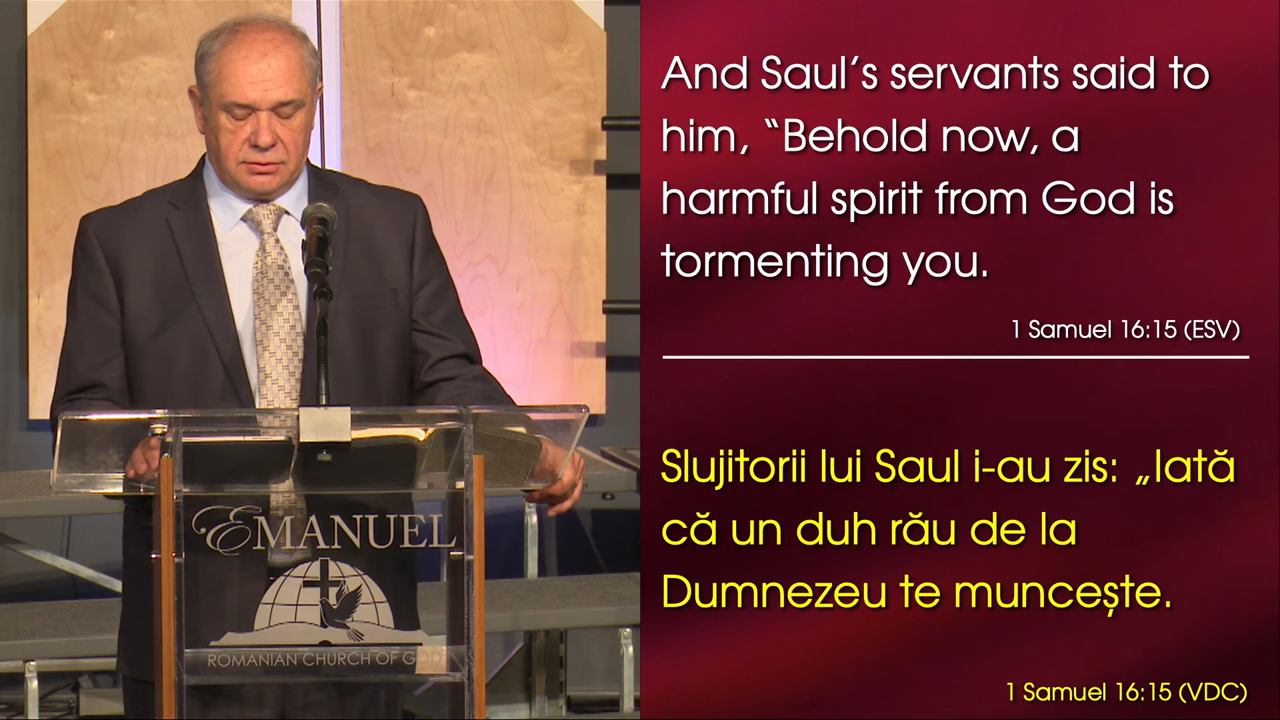 And Saul's servants said to
him, “Behold now, a
harmful spirit from God is
tormenting you.
1 Samuel 16:15 (ESV)
Slujitorii lui Saul i-au zis: „Iată
că un duh rău de la
Dumnezeu te muncește.
1 Samuel 16:15 (VDC)
EMANUEL
ROMANIAN CHURCH OF GOD